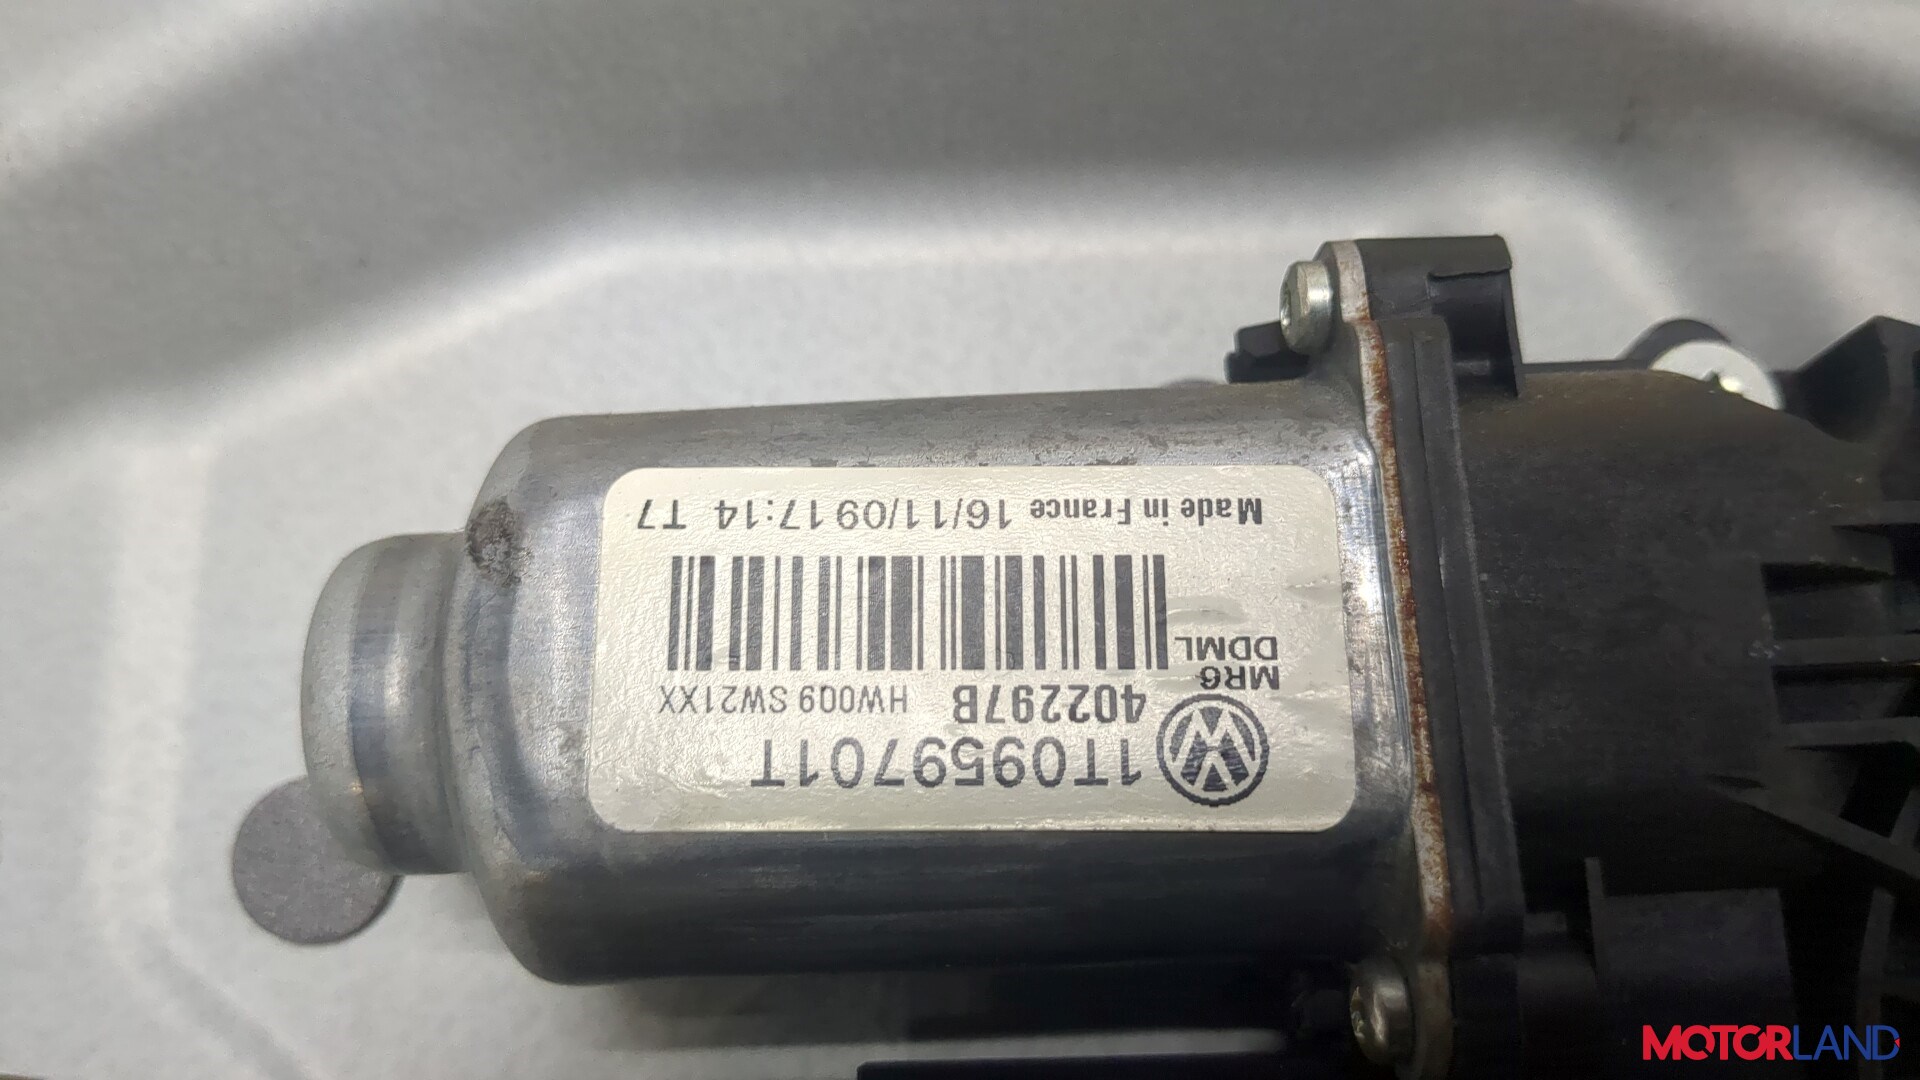 1T0959701T
402297B HW009 SW21XX
MR6
DDML
Made in France 16/11/09 17:14 T7
MOTORLAND